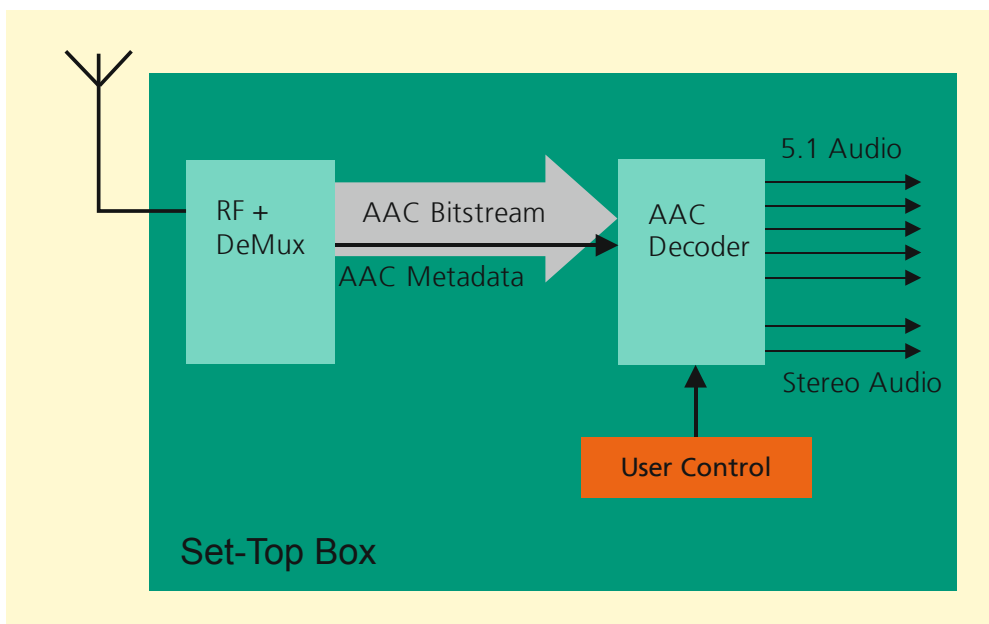 5.1 Audio
RF +
DeMux
AAC Bitstream
AAC Metadata
AAC
Decoder
Stereo Audio
User Control
Set-Top Box